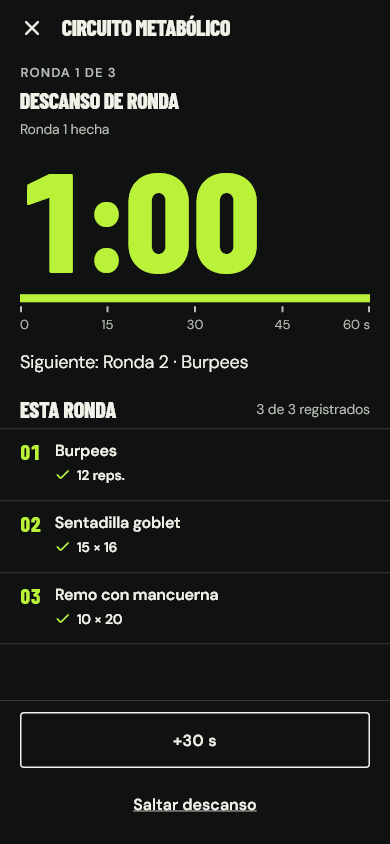 CIRCUITO METABÓLICO
RONDA 1 DE 3
DESCANSO DE RONDA
Ronda 1 hecha
1:00
0 15 30 45 60 s
Siguiente: Ronda 2 · Burpees
ESTA RONDA 3 de 3 registrados
01 Burpees
12 reps.
02 Sentadilla goblet
15 × 16
03 Remo con mancuerna
10 × 20
+30 s
Saltar descanso